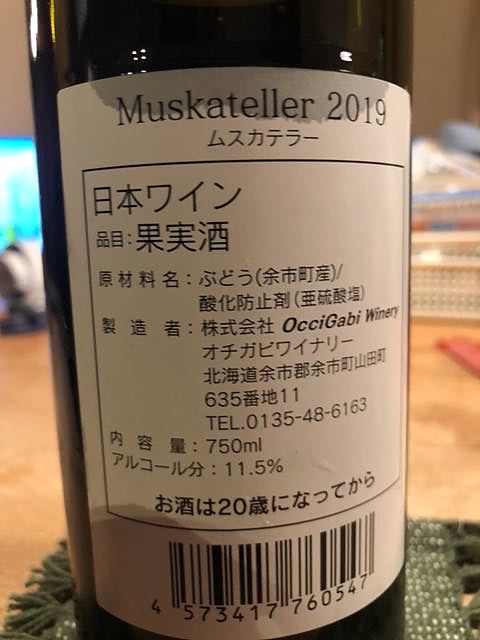 Muskateller 2019
ムスカテラー
日本ワイン
品目:果実酒
原材料名:ぶどう(余市町産)/
酸化防止剤(亜硫酸塩)
製造者:株式会社 OcciGabi Winery
オチガビワイナリー
北海道余市郡余市町山田町
635番地11
TEL.0135-48-6163
内容量:750ml
アルコール分:11.5%
お酒は20歳になってから
4 573417 760547